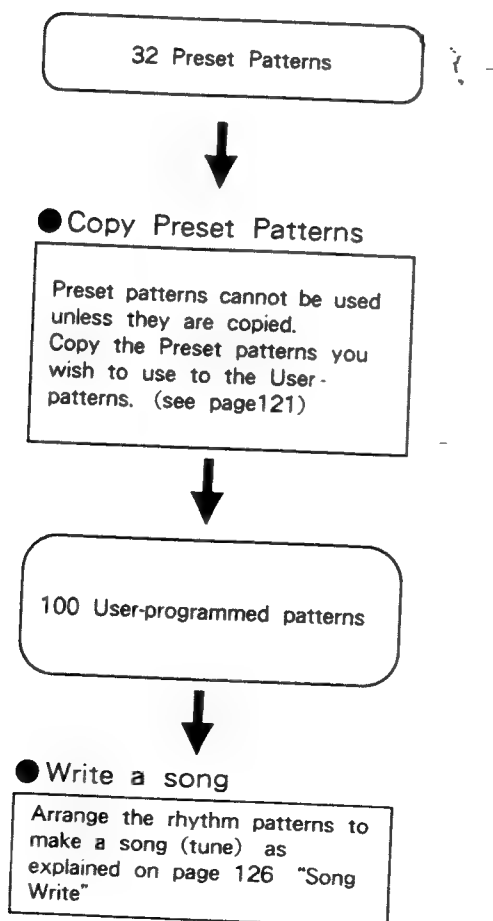 32 Preset Patterns
●Copy Preset Patterns
Preset patterns cannot be used
unless they are copied.
Copy the Preset patterns you
wish to use to the User-
patterns. (see page121)
100 User-programmed patterns
●Write a song
Arrange the rhythm patterns to
make a song (tune) as
explained on page 126 "Song
Write"